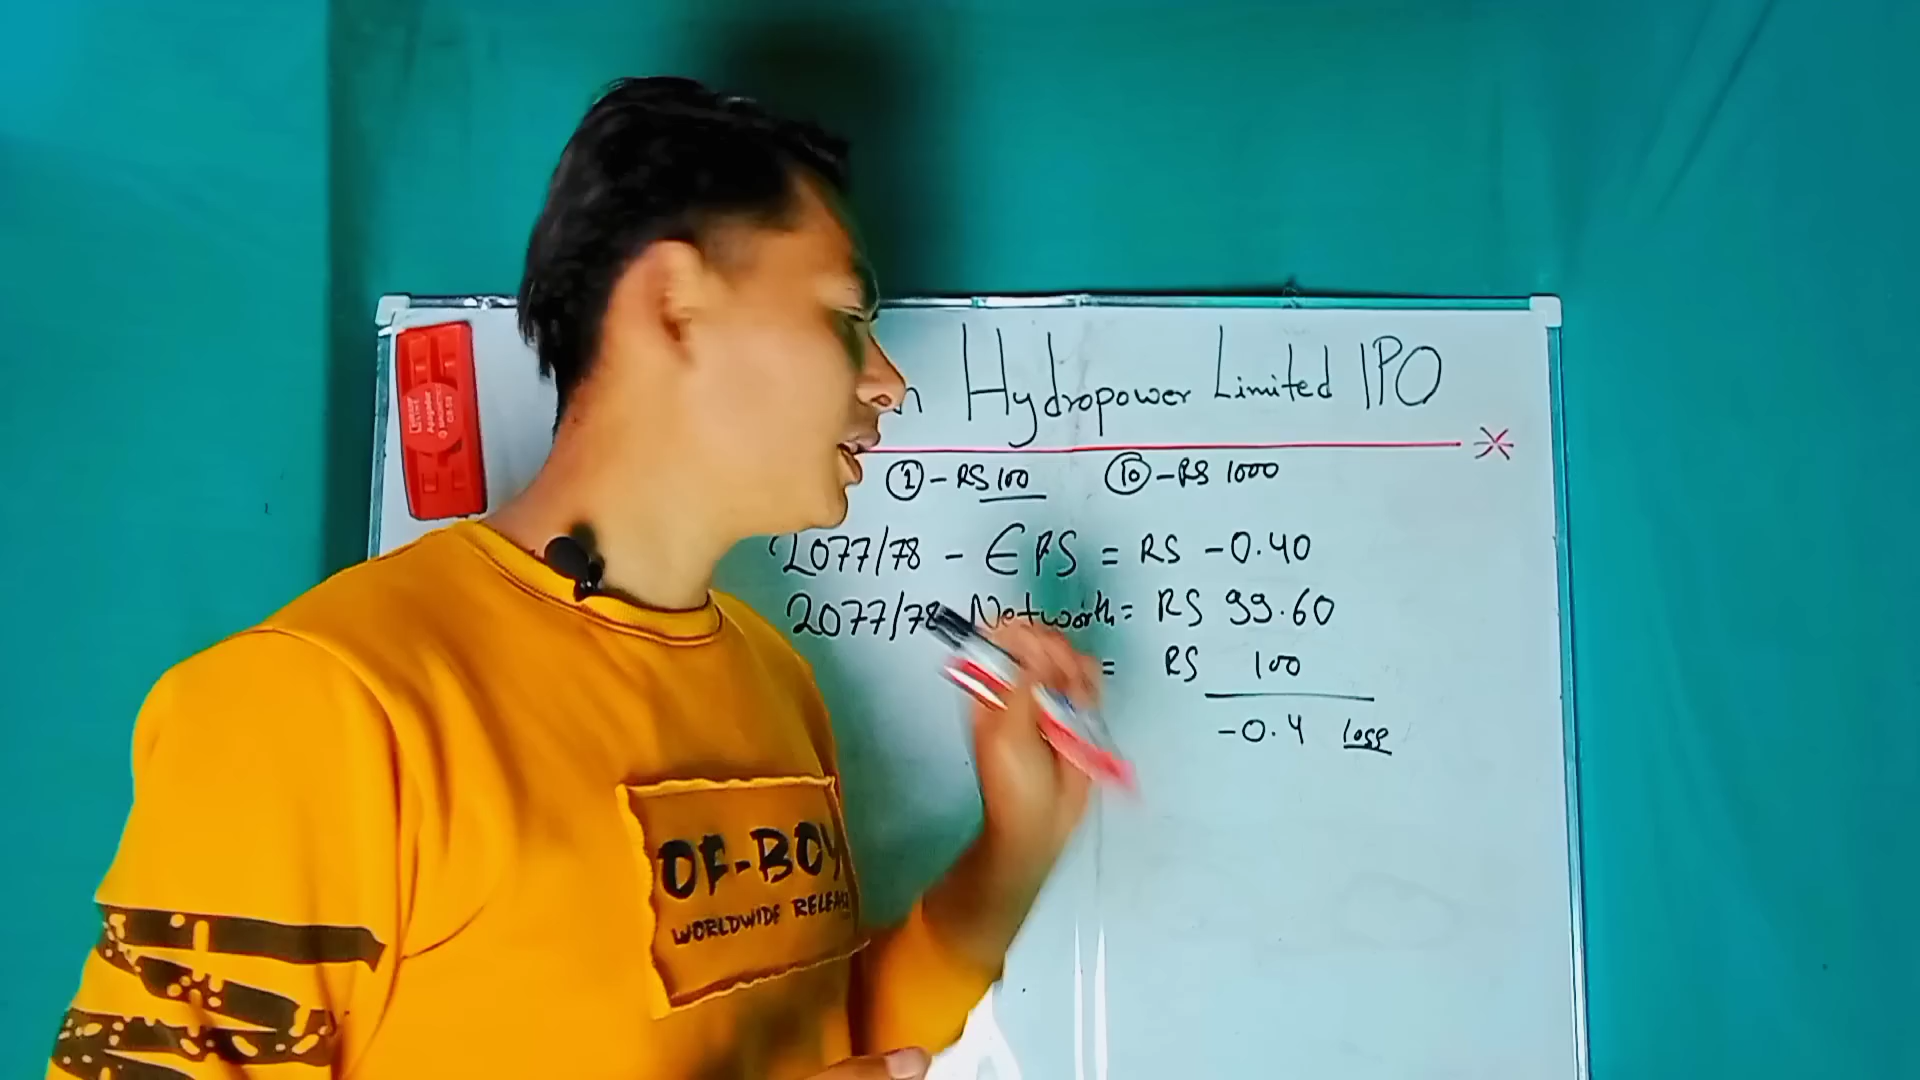 Hydropower Limited IPO
① - RS 100 ⑩ - RS 1000
2077/78 - EPS = RS -0.40
2077/78 Networth = RS 99.60
= RS 100
-0.4 loss
OF-BOY
WORLDWIDE RELEAS